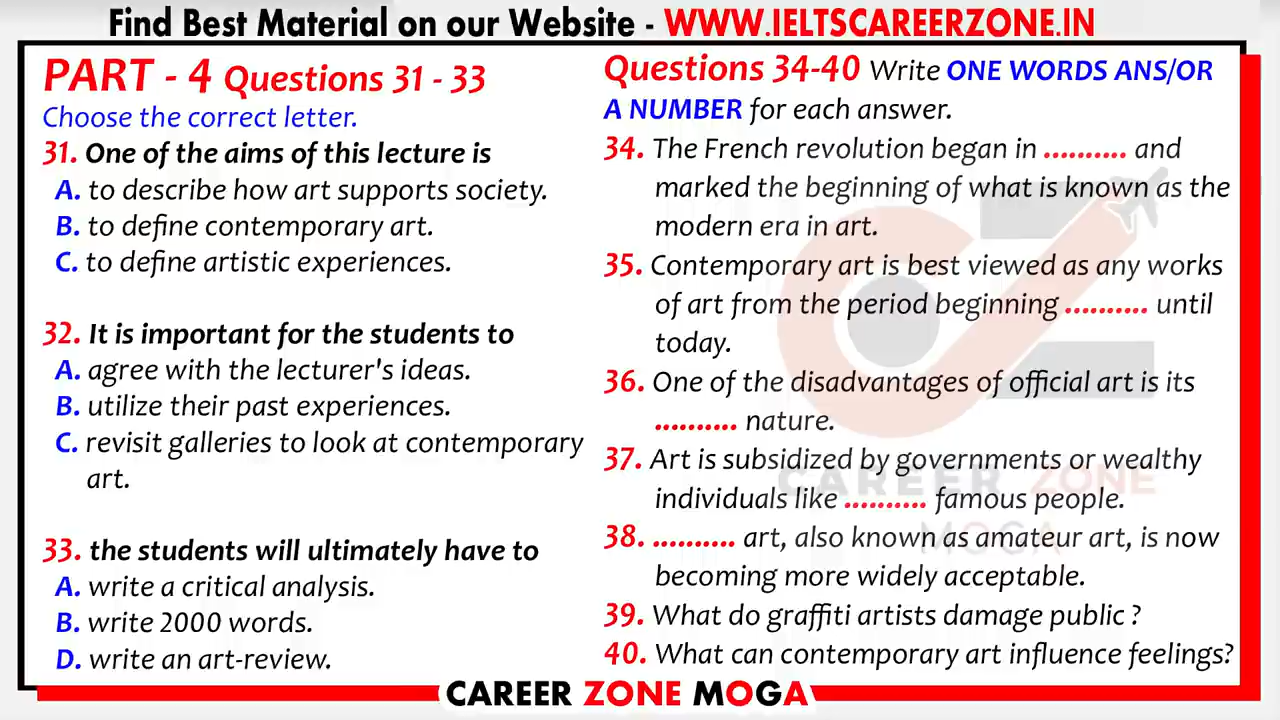 Find Best Material on our Website - WWW.IELTSCAREERZONE.IN
PART - 4 Questions 31 - 33
Choose the correct letter.
31. One of the aims of this lecture is
A. to describe how art supports society.
B. to define contemporary art.
C. to define artistic experiences.
32. It is important for the students to
A. agree with the lecturer's ideas.
B. utilize their past experiences.
C. revisit galleries to look at contemporary
art.
33. the students will ultimately have to
A. write a critical analysis.
B. write 2000 words.
D. write an art-review.
Questions 34-40 Write ONE WORDS ANS/OR
A NUMBER for each answer.
34. The French revolution began in .......... and
marked the beginning of what is known as the
modern era in art.
35. Contemporary art is best viewed as any works
of art from the period beginning .......... until
today.
36. One of the disadvantages of official art is its
.......... nature.
37. Art is subsidized by governments or wealthy
individuals like .......... famous people.
38. .......... art, also known as amateur art, is now
becoming more widely acceptable.
39. What do graffiti artists damage public ?
40. What can contemporary art influence feelings?
CAREER ZONE
MOGA
CAREER ZONE MOGA